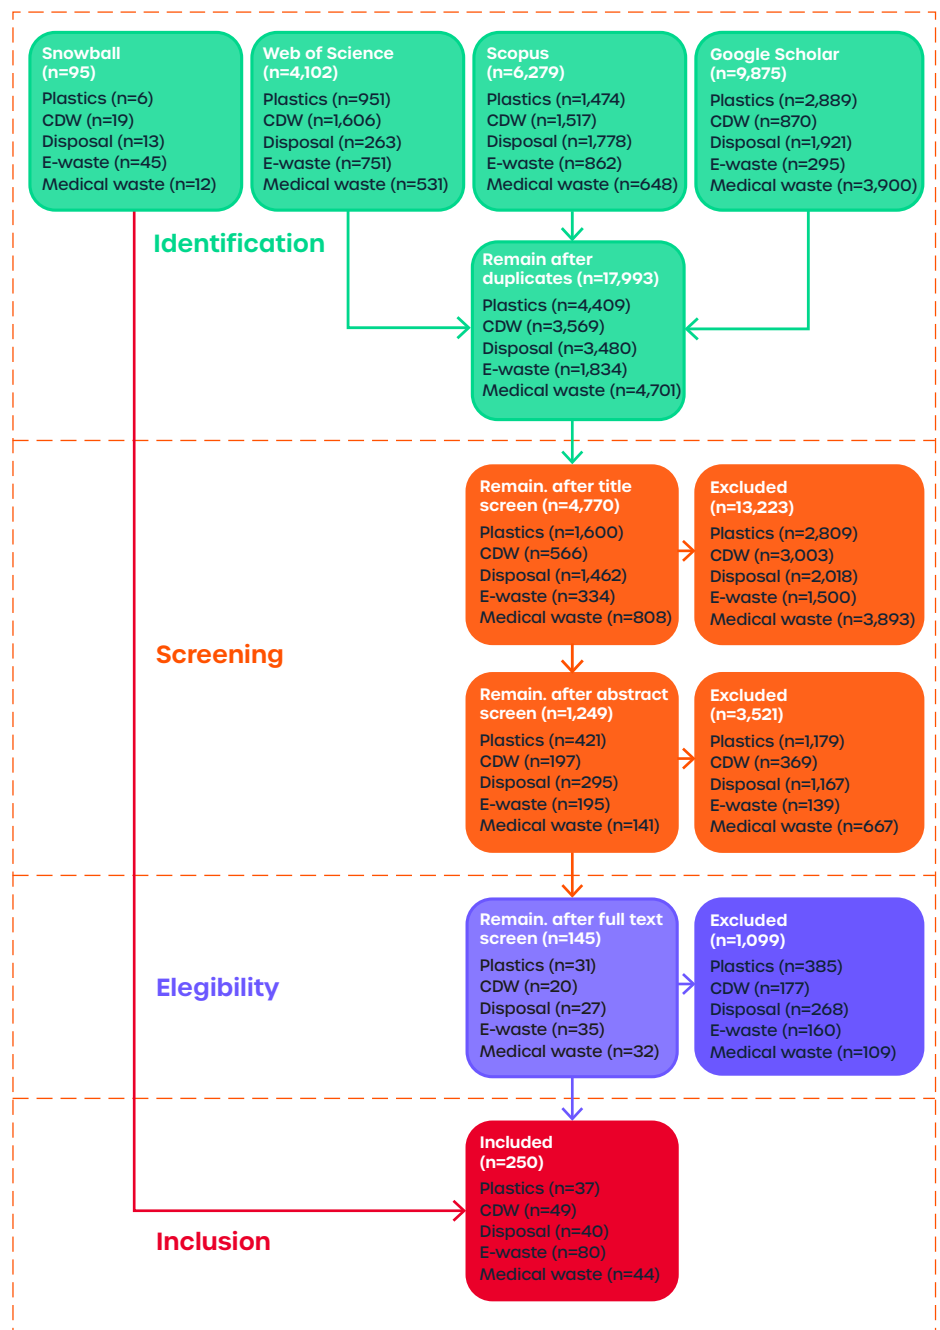 Snowball
(n=95)
Plastics (n=6)
CDW (n=19)
Disposal (n=13)
E-waste (n=45)
Medical waste (n=12)
Web of Science
(n=4,102)
Plastics (n=951)
CDW (n=1,606)
Disposal (n=263)
E-waste (n=751)
Medical waste (n=531)
Scopus
(n=6,279)
Plastics (n=1,474)
CDW (n=1,517)
Disposal (n=1,778)
E-waste (n=862)
Medical waste (n=648)
Google Scholar
(n=9,875)
Plastics (n=2,889)
CDW (n=870)
Disposal (n=1,921)
E-waste (n=295)
Medical waste (n=3,900)
Identification
Remain after
duplicates (n=17,993)
Plastics (n=4,409)
CDW (n=3,569)
Disposal (n=3,480)
E-waste (n=1,834)
Medical waste (n=4,701)
Remain. after title
screen (n=4,770)
Plastics (n=1,600)
CDW (n=566)
Disposal (n=1,462)
E-waste (n=334)
Medical waste (n=808)
Excluded
(n=13,223)
Plastics (n=2,809)
CDW (n=3,003)
Disposal (n=2,018)
E-waste (n=1,500)
Medical waste (n=3,893)
Screening
Remain. after abstract
screen (n=1,249)
Plastics (n=421)
CDW (n=197)
Disposal (n=295)
E-waste (n=195)
Medical waste (n=141)
Excluded
(n=3,521)
Plastics (n=1,179)
CDW (n=369)
Disposal (n=1,167)
E-waste (n=139)
Medical waste (n=667)
Elegibility
Remain. after full text
screen (n=145)
Plastics (n=31)
CDW (n=20)
Disposal (n=27)
E-waste (n=35)
Medical waste (n=32)
Excluded
(n=1,099)
Plastics (n=385)
CDW (n=177)
Disposal (n=268)
E-waste (n=160)
Medical waste (n=109)
Inclusion
Included
(n=250)
Plastics (n=37)
CDW (n=49)
Disposal (n=40)
E-waste (n=80)
Medical waste (n=44)